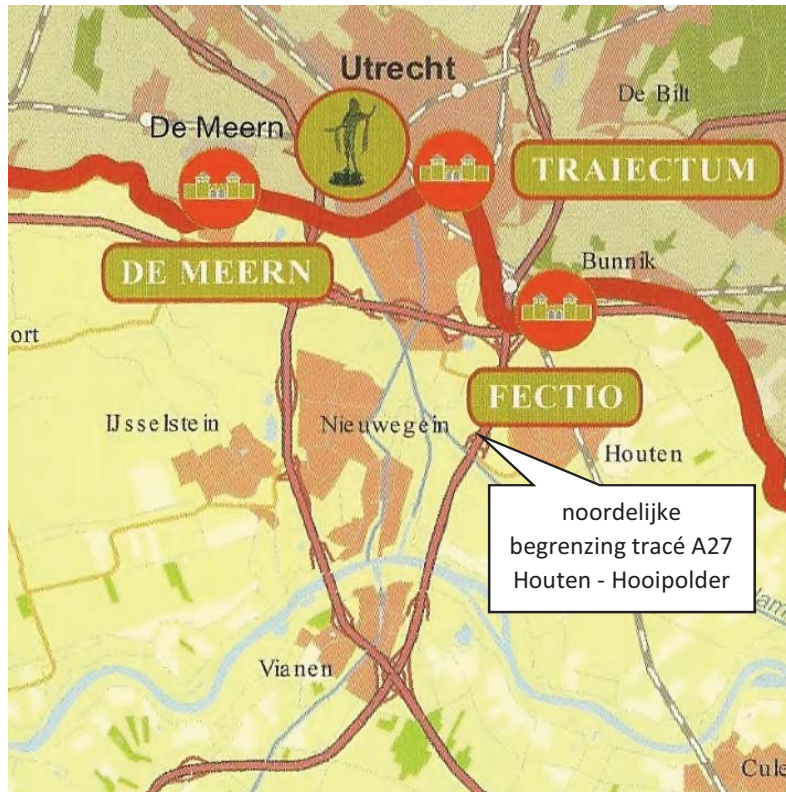 Utrecht
De Bilt
De Meern
TRAIECTUM
Bunnik
DE MEERN
ort
FECTIO
IJsselstein
Nieuwegein
Houten
noordelijke
begrenzing tracé A27
Houten - Hooipolder
Vianen
Cule